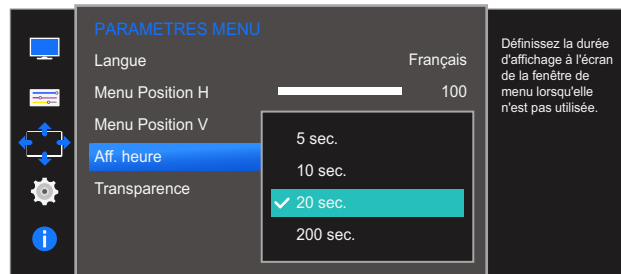 PARAMETRES MENU
Langue Français
Menu Position H 100
Menu Position V
Aff. heure
Transparence
5 sec.
10 sec.
20 sec.
200 sec.
Définissez la durée
d'affichage à l'écran
de la fenêtre de
menu lorsqu'elle
n'est pas utilisée.